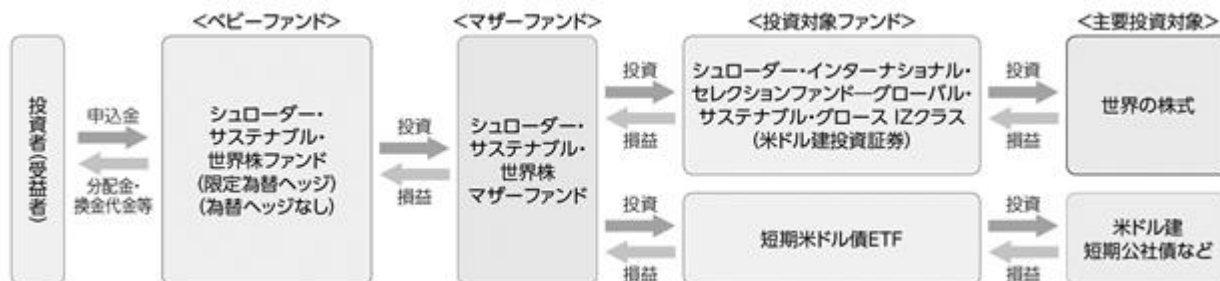 <ベビーファンド>
<マザーファンド>
<投資対象ファンド>
<主要投資対象>
投資者(受益者)
申込金
分配金・
換金代金等
シュローダー・
サステナブル・
世界株ファンド
(限定為替ヘッジ)
(為替ヘッジなし)
投資
損益
シュローダー・
サステナブル・
世界株
マザーファンド
投資
損益
シュローダー・インターナショナル・
セレクションファンド―グローバル・
サステナブル・グロース IZクラス
(米ドル建投資証券)
投資
損益
世界の株式
投資
損益
短期米ドル債ETF
投資
損益
米ドル建
短期公社債など